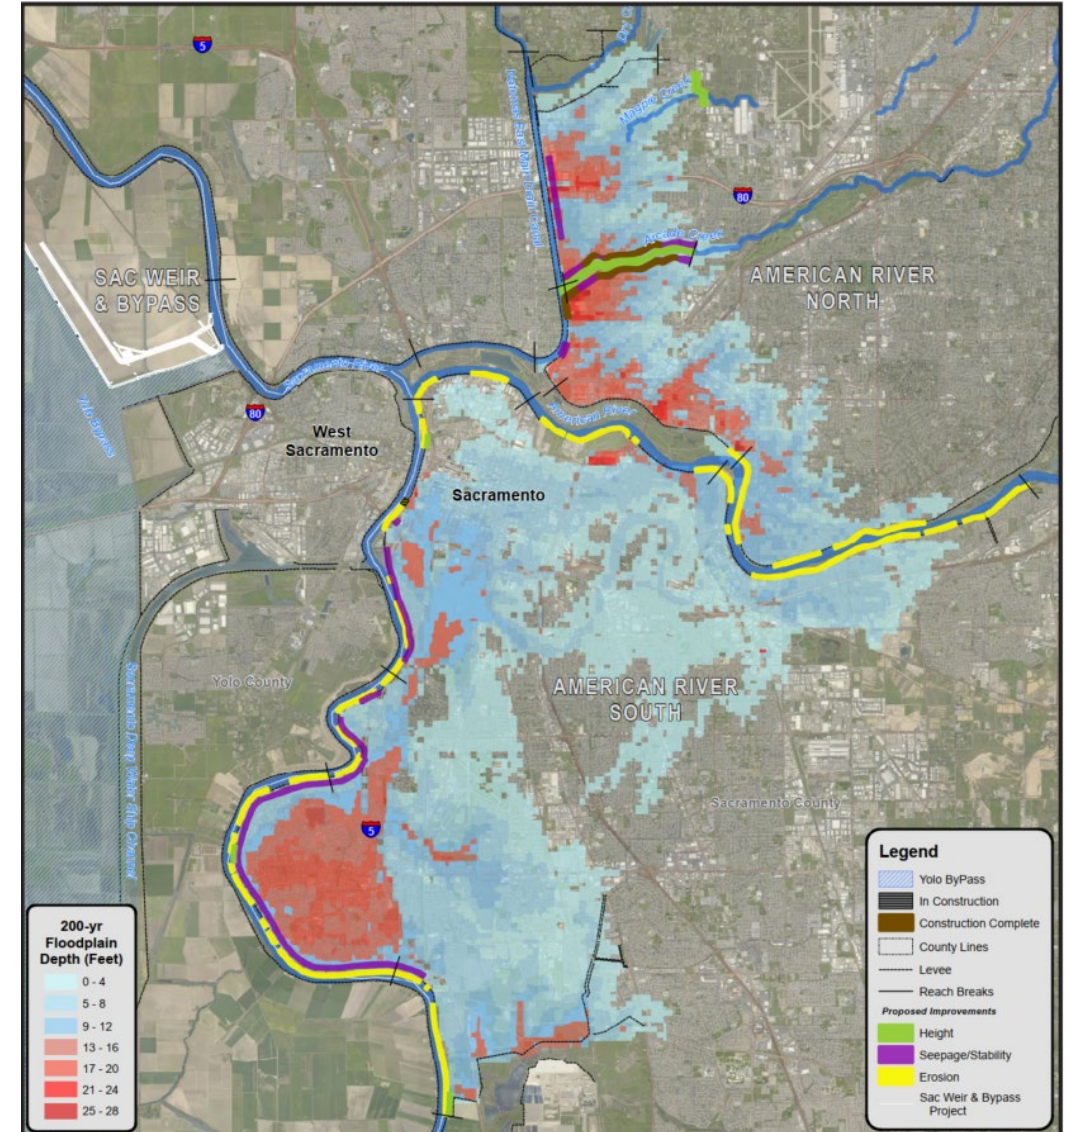 5
Magpie Creek
Natomas East Main Drain Canal
80
Arcade Creek
SAC WEIR
& BYPASS
AMERICAN RIVER
NORTH
Sacramento River
80
American River
Yolo Bypass
West
Sacramento
Sacramento
Yolo County
AMERICAN RIVER
SOUTH
Sacramento Deep Water Ship Channel
Sacramento County
5
200-yr
Floodplain
Depth (Feet)
0 - 4
5 - 8
9 - 12
13 - 16
17 - 20
21 - 24
25 - 28
Legend
Yolo ByPass
In Construction
Construction Complete
County Lines
Levee
Reach Breaks
Proposed Improvements
Height
Seepage/Stability
Erosion
Sac Weir & Bypass
Project